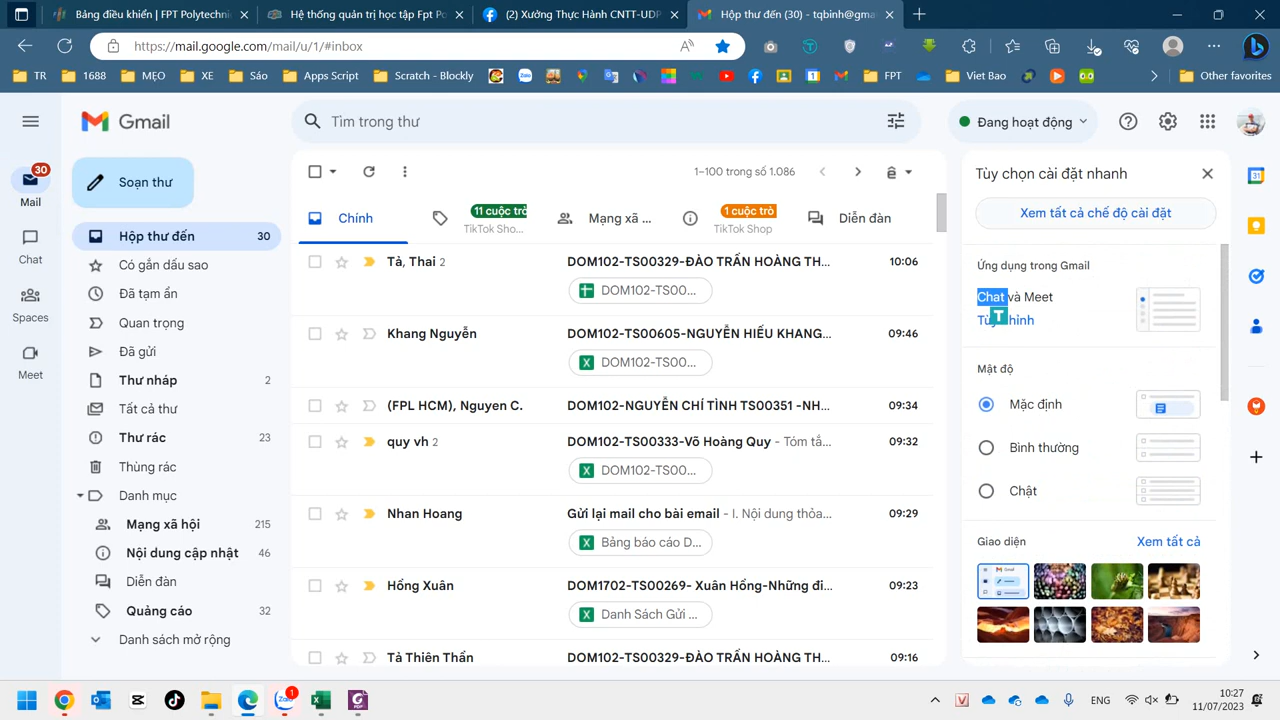 Bảng điều khiển | FPT Polytechni
Hệ thống quản trị học tập Fpt Po
(2) Xưởng Thực Hành CNTT-UDP
Hộp thư đến (30) - tqbinh@gma
https://mail.google.com/mail/u/1/#inbox
TR
1688
MẸO
XE
Sáo
Apps Script
Scratch - Blockly
FPT
Viet Bao
Other favorites
Gmail
Tìm trong thư
Đang hoạt động
30
Mail
Chat
Spaces
Meet
Soạn thư
Hộp thư đến 30
Có gắn dấu sao
Đã tạm ẩn
Quan trọng
Đã gửi
Thư nháp 2
Tất cả thư
Thư rác 23
Thùng rác
Danh mục
Mạng xã hội 215
Nội dung cập nhật 46
Diễn đàn
Quảng cáo 32
Danh sách mở rộng
1–100 trong số 1.086
Chính
11 cuộc trò
TikTok Sho...
Mạng xã ...
1 cuộc trò
TikTok Shop
Diễn đàn
Tả, Thai 2 DOM102-TS00329-ĐÀO TRẦN HOÀNG TH... 10:06
DOM102-TS00...
Khang Nguyễn DOM102-TS00605-NGUYỄN HIẾU KHANG... 09:46
DOM102-TS00...
(FPL HCM), Nguyen C. DOM102-NGUYỄN CHÍ TÌNH TS00351 -NH... 09:34
quy vh 2 DOM102-TS00333-Võ Hoàng Quy - Tóm tắ... 09:32
DOM102-TS00...
Nhan Hoang Gửi lại mail cho bài email - I. Nội dung thỏa... 09:29
Bảng báo cáo D...
Hồng Xuân DOM1702-TS00269- Xuân Hồng-Những đi... 09:23
Danh Sách Gửi ...
Tả Thiên Thần DOM102-TS00329-ĐÀO TRẦN HOÀNG TH... 09:16
Tùy chọn cài đặt nhanh
Xem tất cả chế độ cài đặt
Ứng dụng trong Gmail
Chat và Meet
Mật độ
Mặc định
Bình thường
Chật
Giao diện Xem tất cả
ENG
10:27
11/07/2023